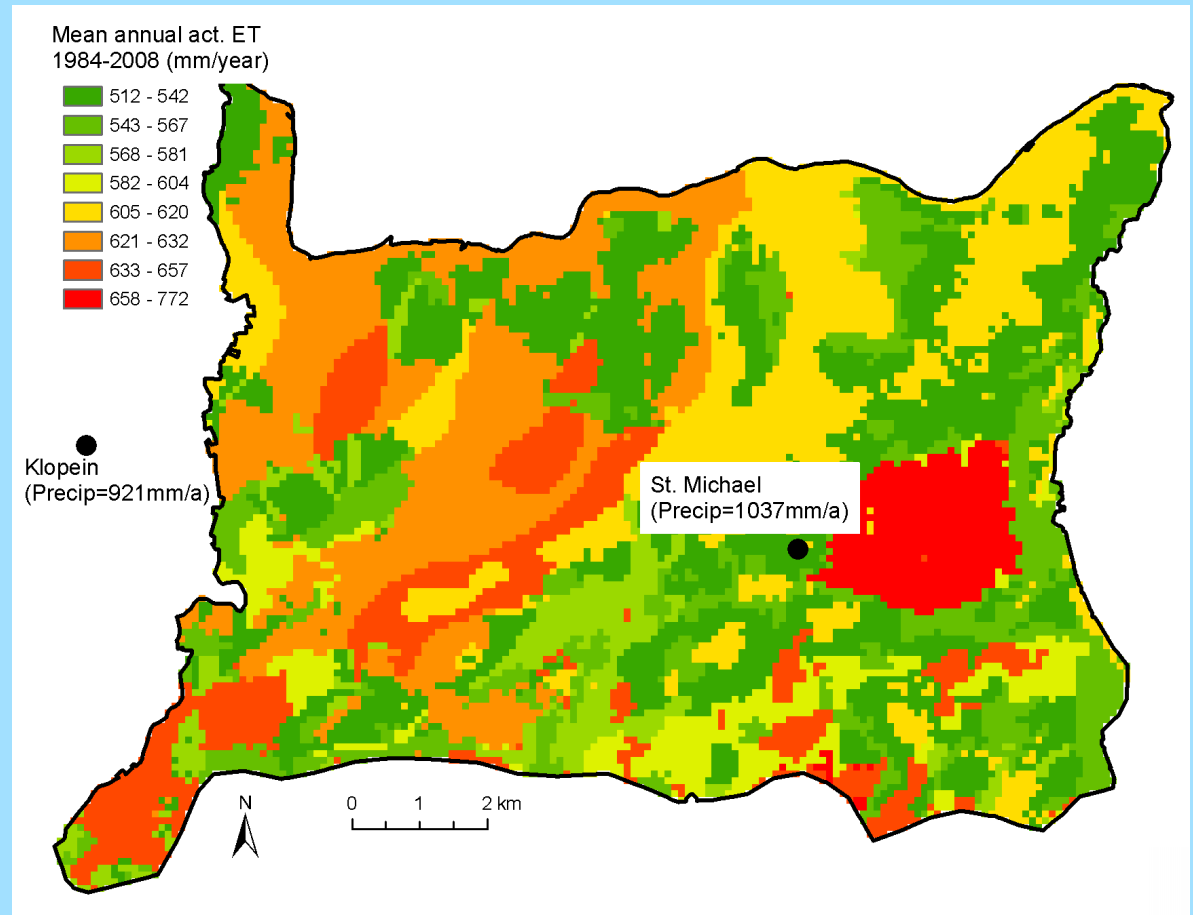 Mean annual act. ET
1984-2008 (mm/year)
512 - 542
543 - 567
568 - 581
582 - 604
605 - 620
621 - 632
633 - 657
658 - 772
Klopein
(Precip=921mm/a)
St. Michael
(Precip=1037mm/a)
N
0 1 2 km